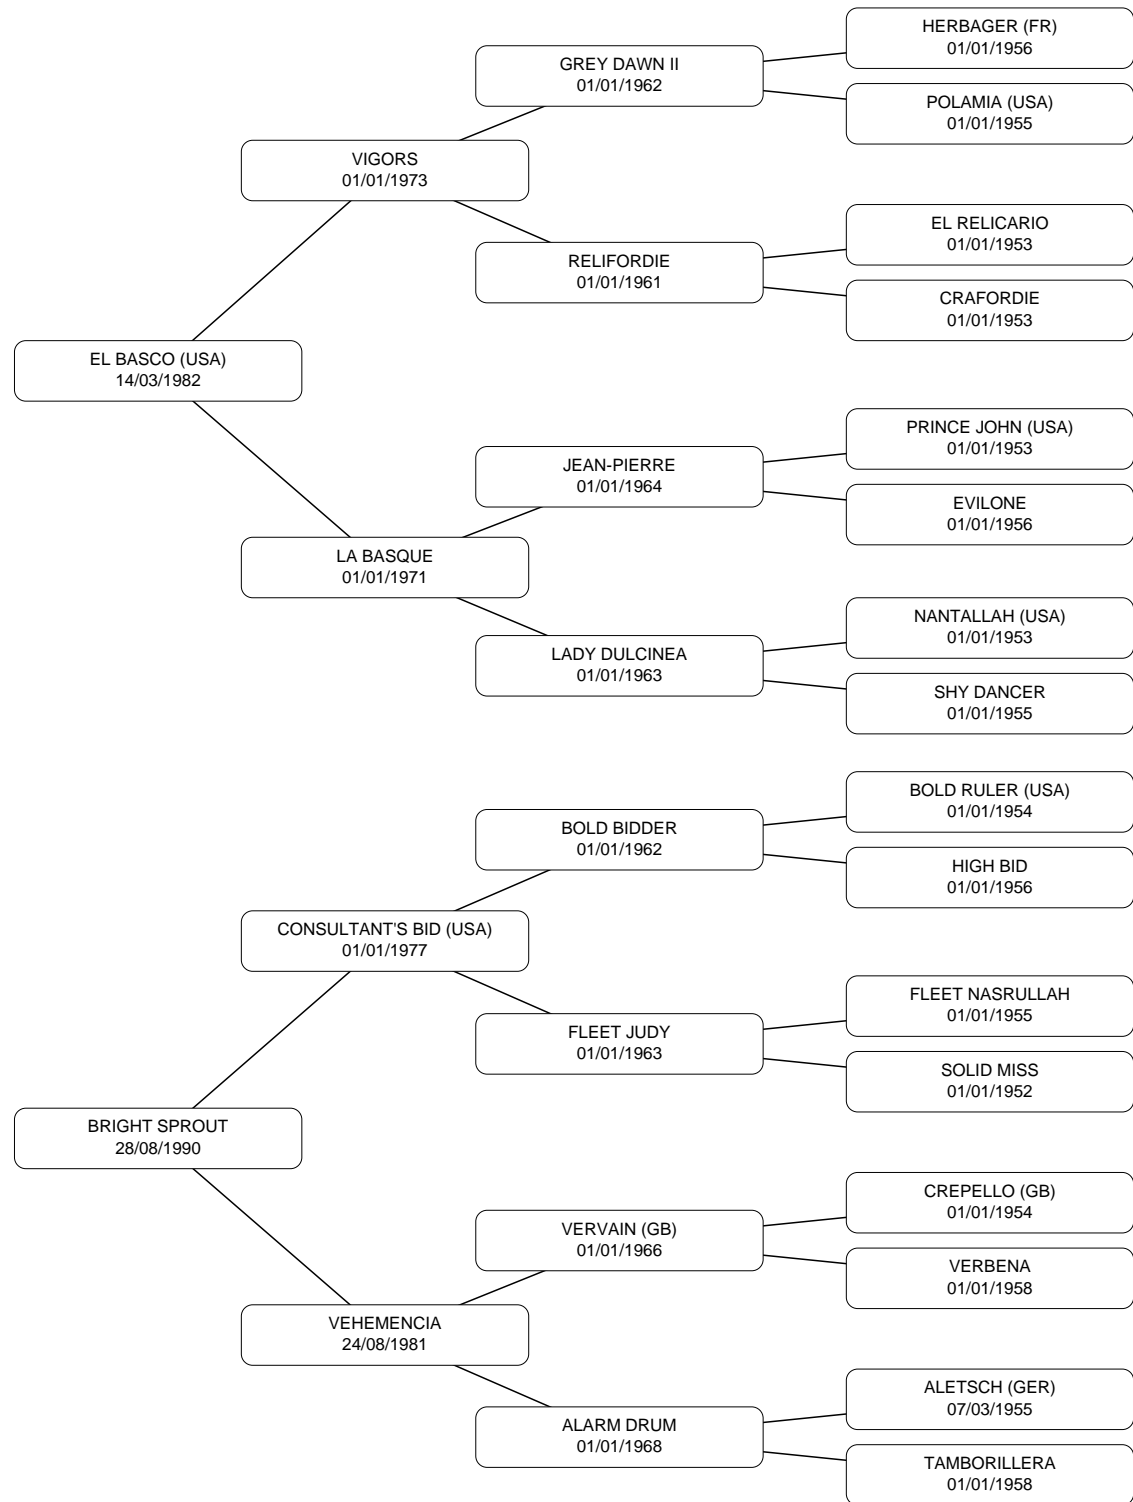 HERBAGER (FR)
01/01/1956
GREY DAWN II
01/01/1962
POLAMIA (USA)
01/01/1955
VIGORS
01/01/1973
EL RELICARIO
01/01/1953
RELIFORDIE
01/01/1961
CRAFORDIE
01/01/1953
EL BASCO (USA)
14/03/1982
PRINCE JOHN (USA)
01/01/1953
JEAN-PIERRE
01/01/1964
EVILONE
01/01/1956
LA BASQUE
01/01/1971
NANTALLAH (USA)
01/01/1953
LADY DULCINEA
01/01/1963
SHY DANCER
01/01/1955
BOLD RULER (USA)
01/01/1954
BOLD BIDDER
01/01/1962
HIGH BID
01/01/1956
CONSULTANT'S BID (USA)
01/01/1977
FLEET NASRULLAH
01/01/1955
FLEET JUDY
01/01/1963
SOLID MISS
01/01/1952
BRIGHT SPROUT
28/08/1990
CREPELLO (GB)
01/01/1954
VERVAIN (GB)
01/01/1966
VERBENA
01/01/1958
VEHEMENCIA
24/08/1981
ALETSCH (GER)
07/03/1955
ALARM DRUM
01/01/1968
TAMBORILLERA
01/01/1958